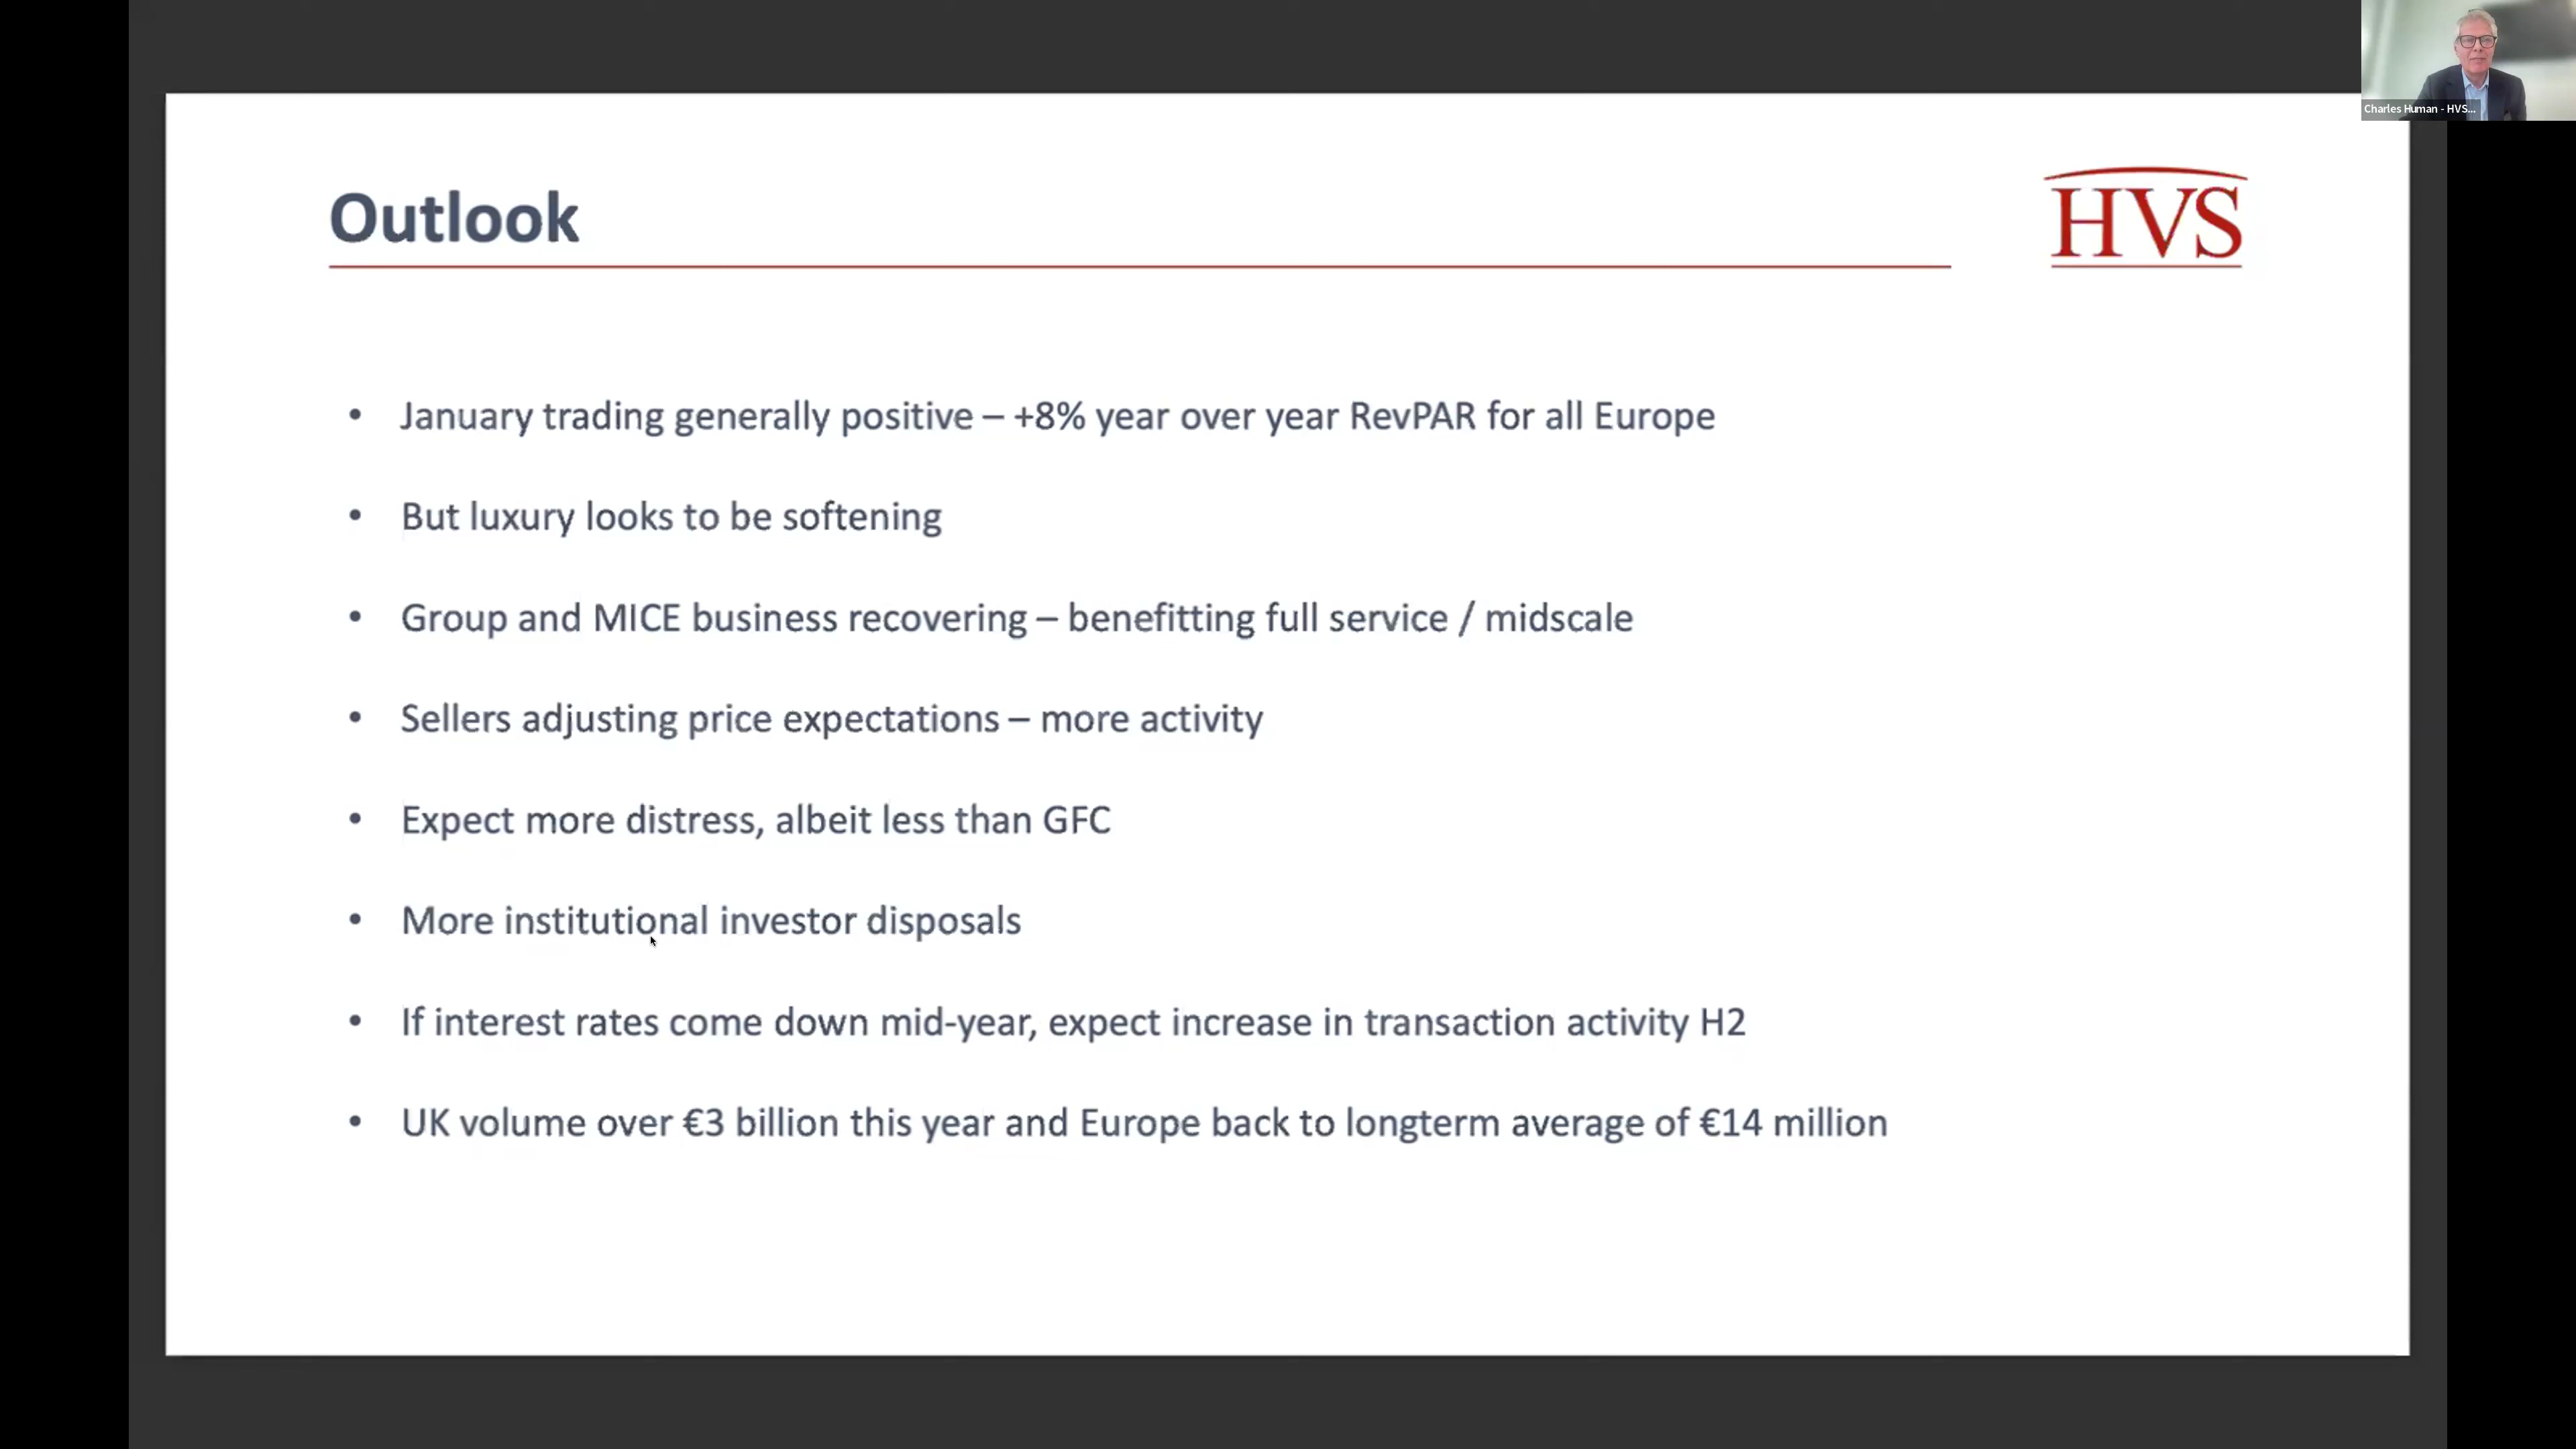 Charles Human - HVS...
Outlook
HVS
• January trading generally positive – +8% year over year RevPAR for all Europe
• But luxury looks to be softening
• Group and MICE business recovering – benefitting full service / midscale
• Sellers adjusting price expectations – more activity
• Expect more distress, albeit less than GFC
• More institutional investor disposals
• If interest rates come down mid-year, expect increase in transaction activity H2
• UK volume over €3 billion this year and Europe back to longterm average of €14 million